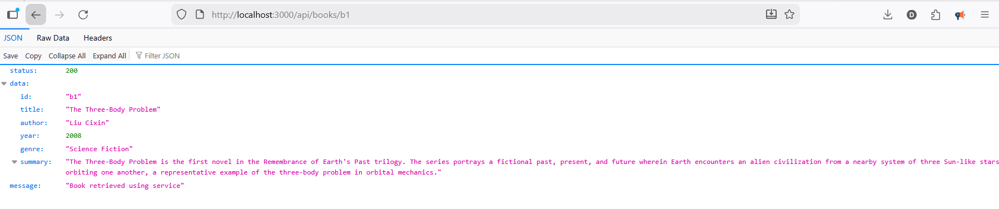 http://localhost:3000/api/books/b1
D
JSON Raw Data Headers
Save Copy Collapse All Expand All Filter JSON
status: 200
data:
id: "b1"
title: "The Three-Body Problem"
author: "Liu Cixin"
year: 2008
genre: "Science Fiction"
summary: "The Three-Body Problem is the first novel in the Remembrance of Earth's Past trilogy. The series portrays a fictional past, present, and future wherein Earth encounters an alien civilization from a nearby system of three Sun-like stars
orbiting one another, a representative example of the three-body problem in orbital mechanics."
message: "Book retrieved using service"